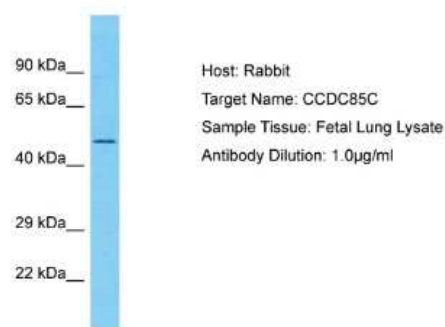 90 kDa
65 kDa
40 kDa
29 kDa
22 kDa
Host: Rabbit
Target Name: CCDC85C
Sample Tissue: Fetal Lung Lysate
Antibody Dilution: 1.0µg/ml